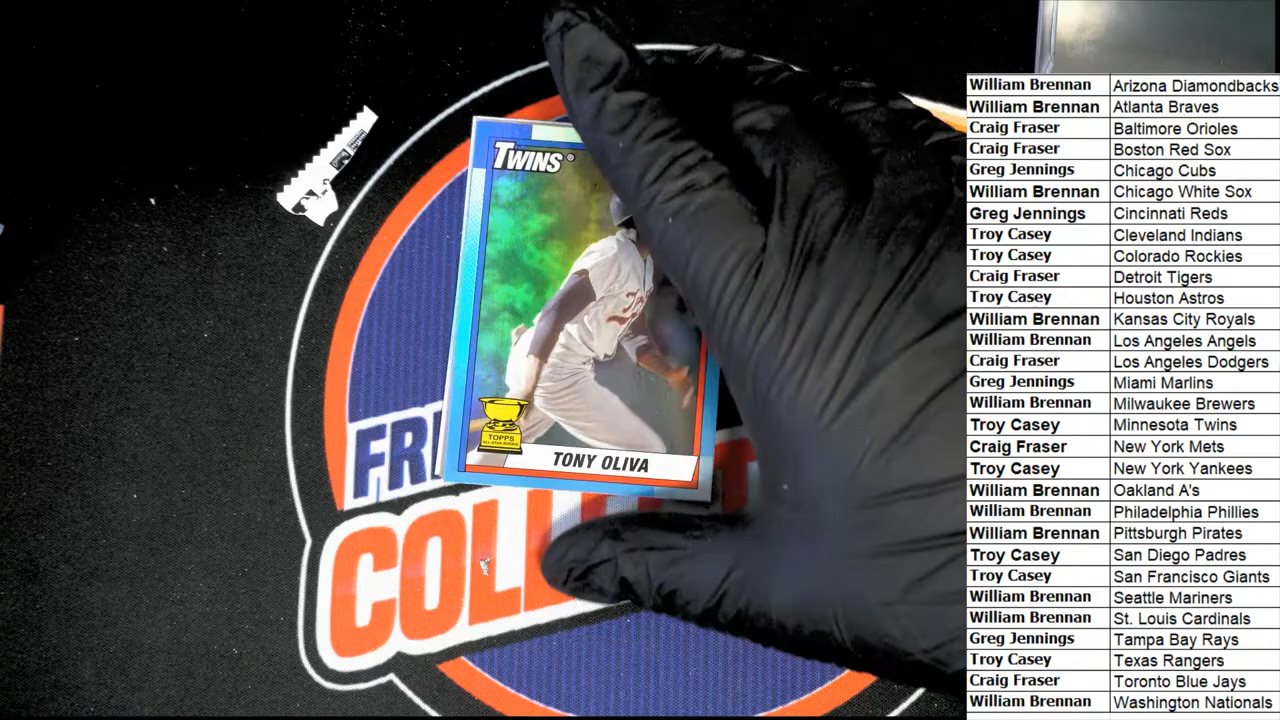 TWINS®
TOPPS
ALL-STAR ROOKIE
TONY OLIVA
FR
COLL
William Brennan Arizona Diamondbacks
William Brennan Atlanta Braves
Craig Fraser Baltimore Orioles
Craig Fraser Boston Red Sox
Greg Jennings Chicago Cubs
William Brennan Chicago White Sox
Greg Jennings Cincinnati Reds
Troy Casey Cleveland Indians
Troy Casey Colorado Rockies
Craig Fraser Detroit Tigers
Troy Casey Houston Astros
William Brennan Kansas City Royals
William Brennan Los Angeles Angels
Craig Fraser Los Angeles Dodgers
Greg Jennings Miami Marlins
William Brennan Milwaukee Brewers
Troy Casey Minnesota Twins
Craig Fraser New York Mets
Troy Casey New York Yankees
William Brennan Oakland A's
William Brennan Philadelphia Phillies
William Brennan Pittsburgh Pirates
Troy Casey San Diego Padres
Troy Casey San Francisco Giants
William Brennan Seattle Mariners
William Brennan St. Louis Cardinals
Greg Jennings Tampa Bay Rays
Troy Casey Texas Rangers
Craig Fraser Toronto Blue Jays
William Brennan Washington Nationals